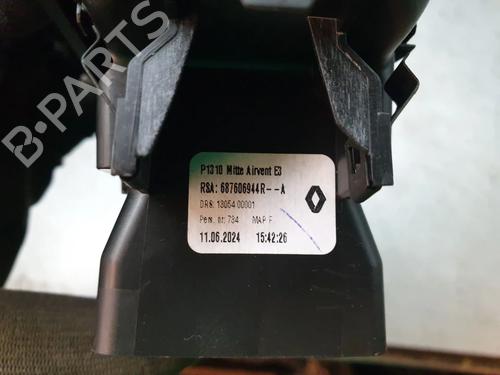 B-PARTS
P1310 Mitte Airvent E3
RSA: 687606944R--A
DRS: 13054 00001
Pers. nr: 734 MAP F
11.06.2024 15:42:26